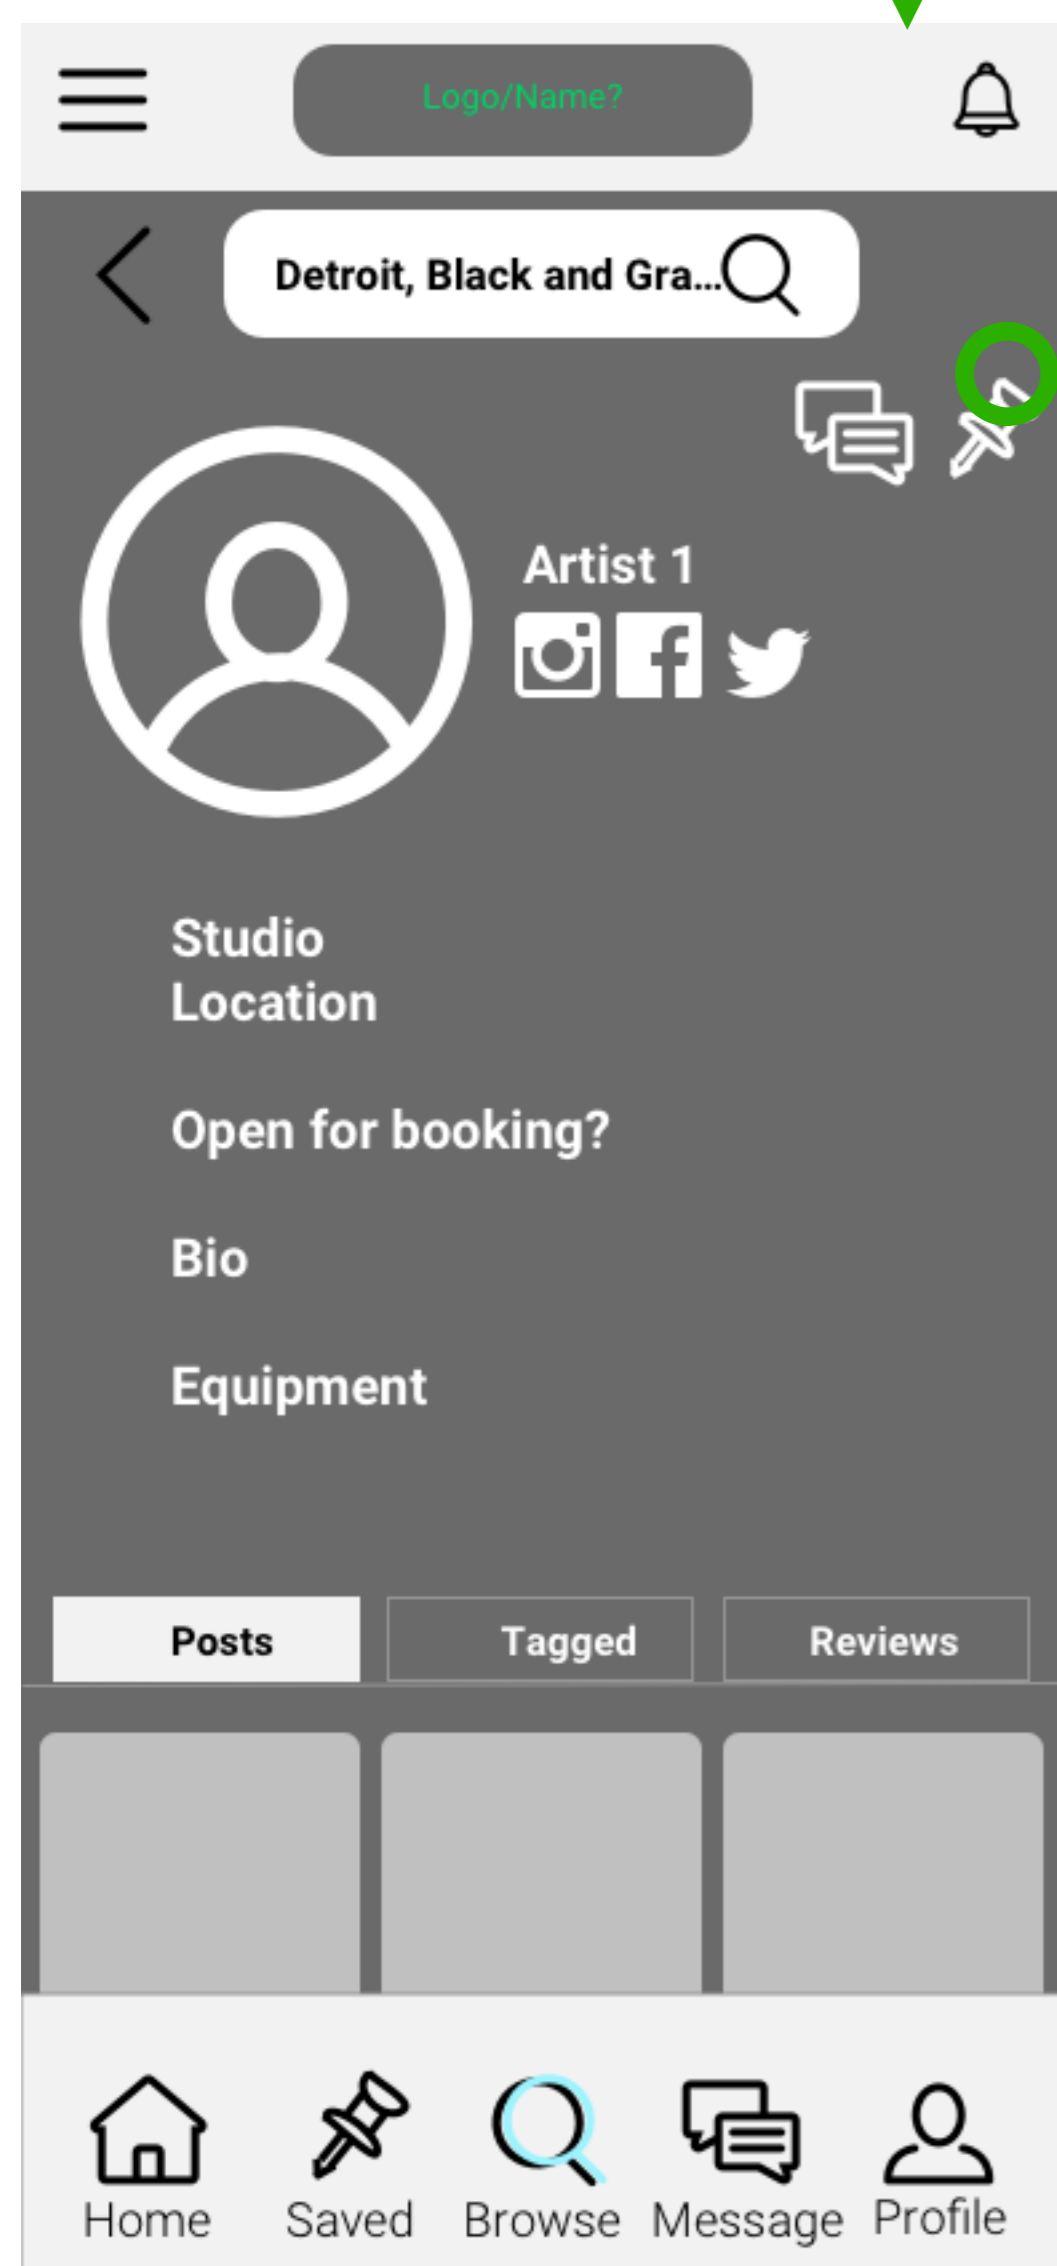 Logo/Name?
Detroit, Black and Gra...
Artist 1
Studio
Location
Open for booking?
Bio
Equipment
Posts Tagged Reviews
Home Saved Browse Message Profile